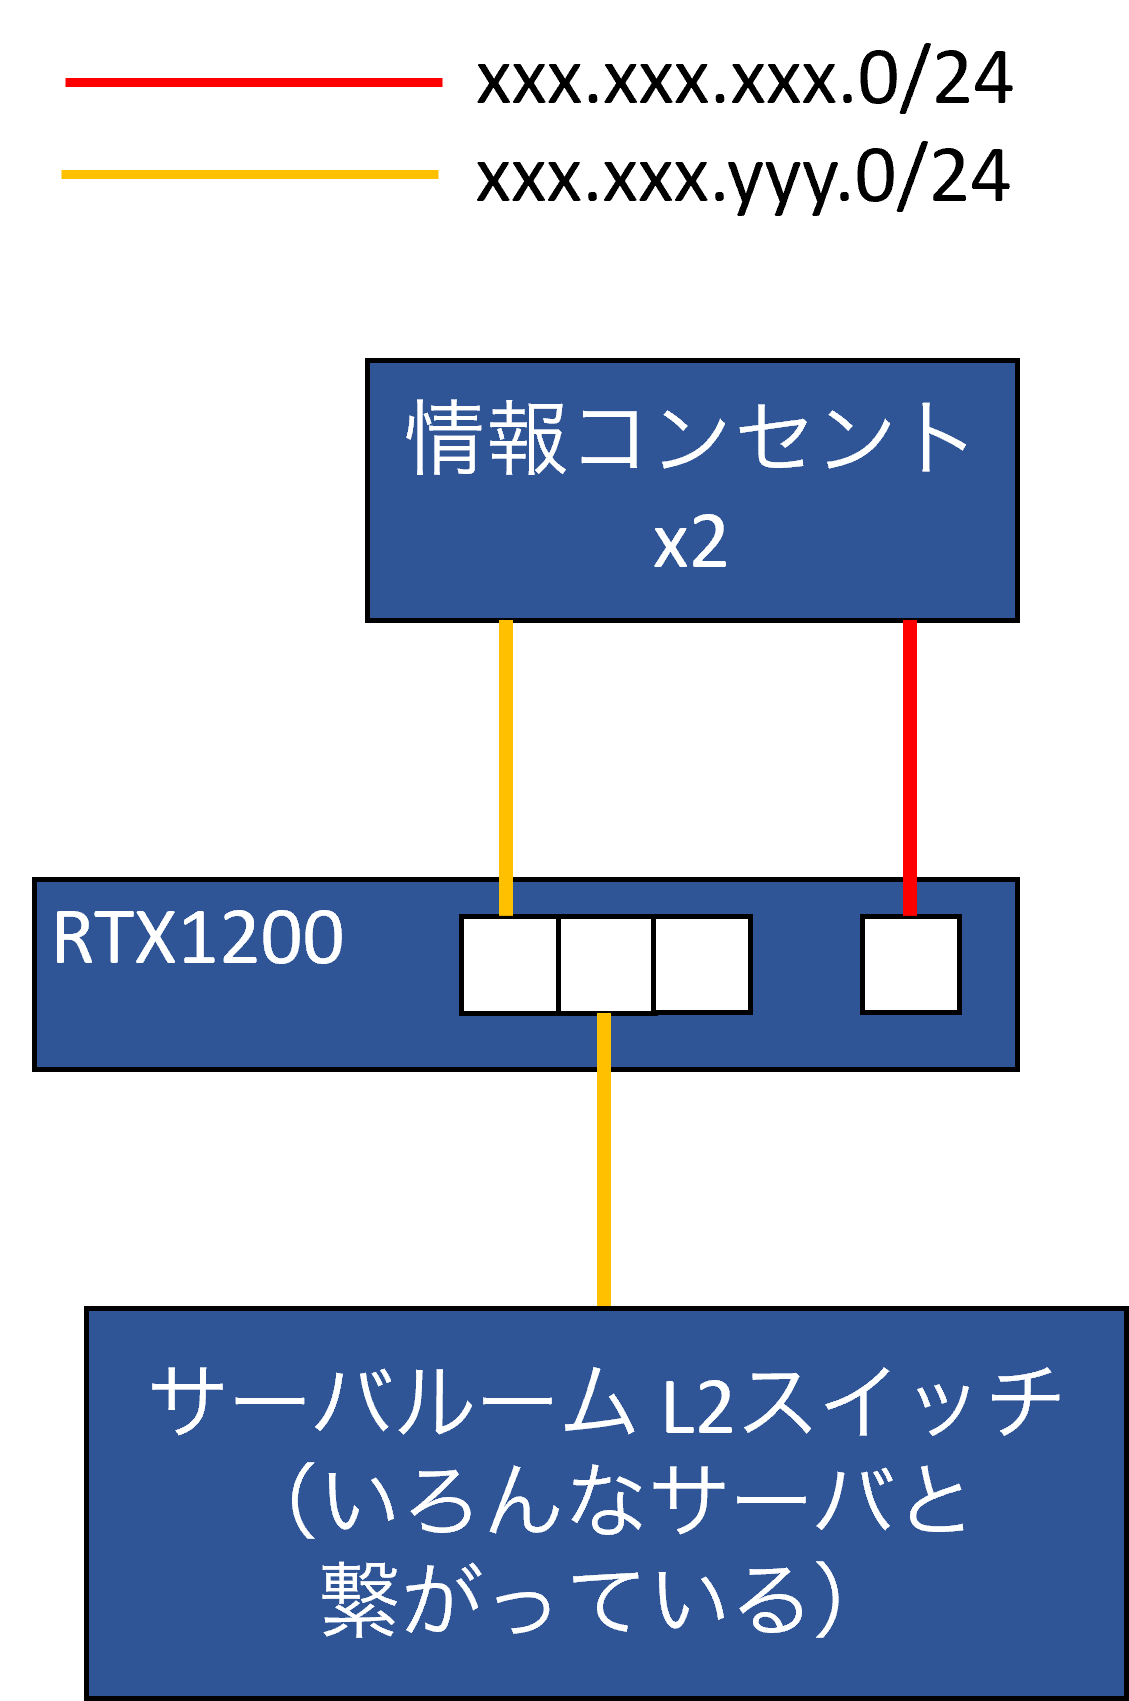 xxx.xxx.xxx.0/24
xxx.xxx.yyy.0/24
情報コンセント
x2
RTX1200
サーバルーム L2スイッチ
（いろんなサーバと
繋がっている）